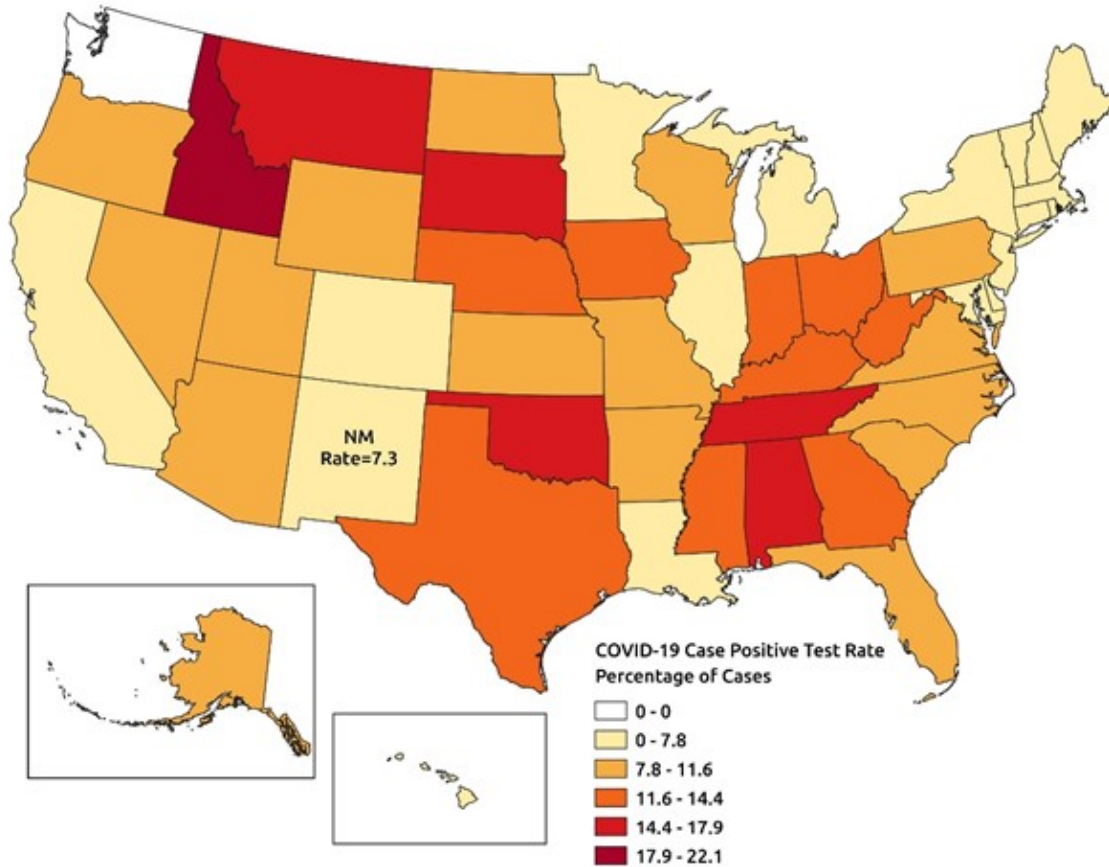 NM
Rate=7.3
COVID-19 Case Positive Test Rate
Percentage of Cases
0 - 0
0 - 7.8
7.8 - 11.6
11.6 - 14.4
14.4 - 17.9
17.9 - 22.1